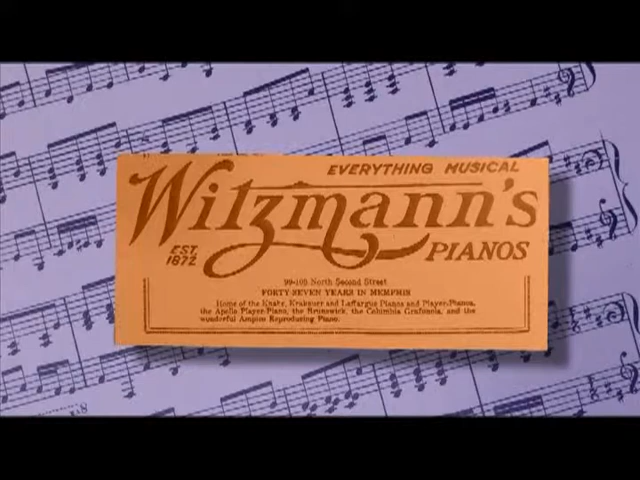 EVERYTHING MUSICAL
Witzmann's
EST. 1872
PIANOS
99-103 North Second Street
FORTY-SEVEN YEARS IN MEMPHIS
Home of the Knabe, Krakauer and Laffargue Pianos and Player-Pianos,
the Apollo Player-Piano, the Brunswick, the Columbia Grafonola, and the
wonderful Ampico Reproducing Piano.